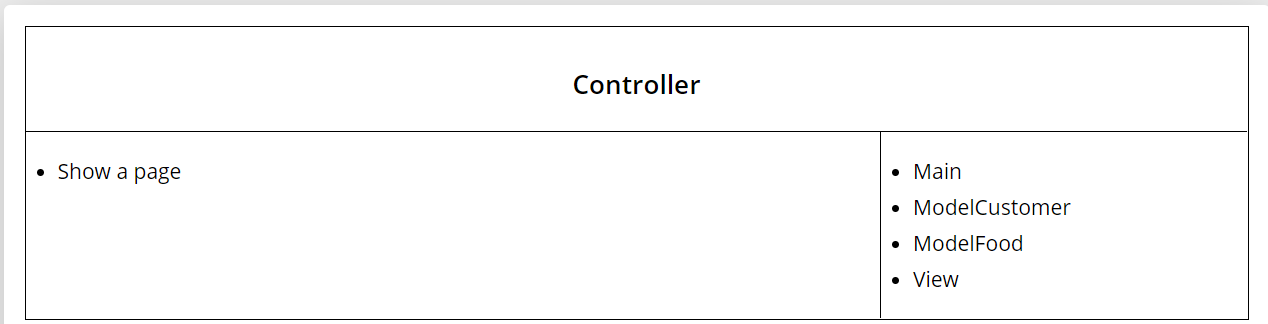 Controller
Show a page
Main
ModelCustomer
ModelFood
View